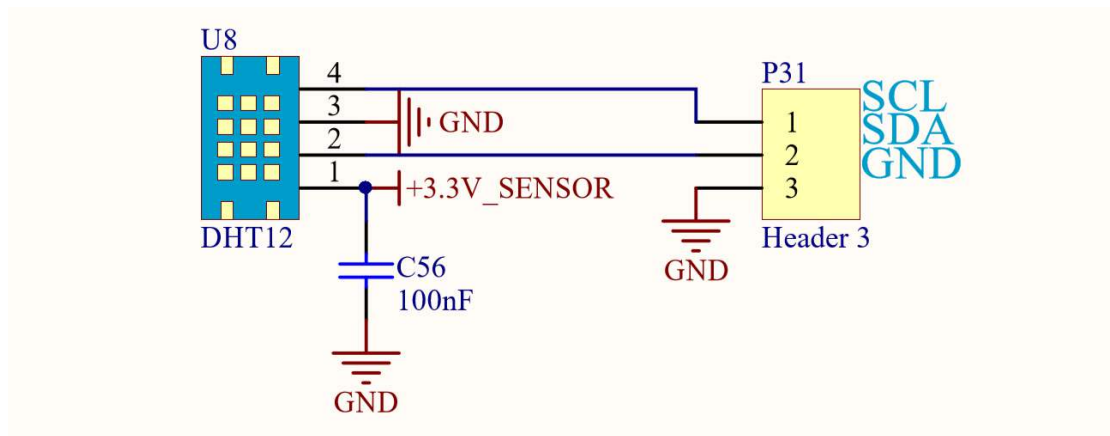 U8
4
3
2
1
DHT12
GND
+3.3V_SENSOR
C56
100nF
GND
P31
1
2
3
SCL
SDA
GND
Header 3
GND